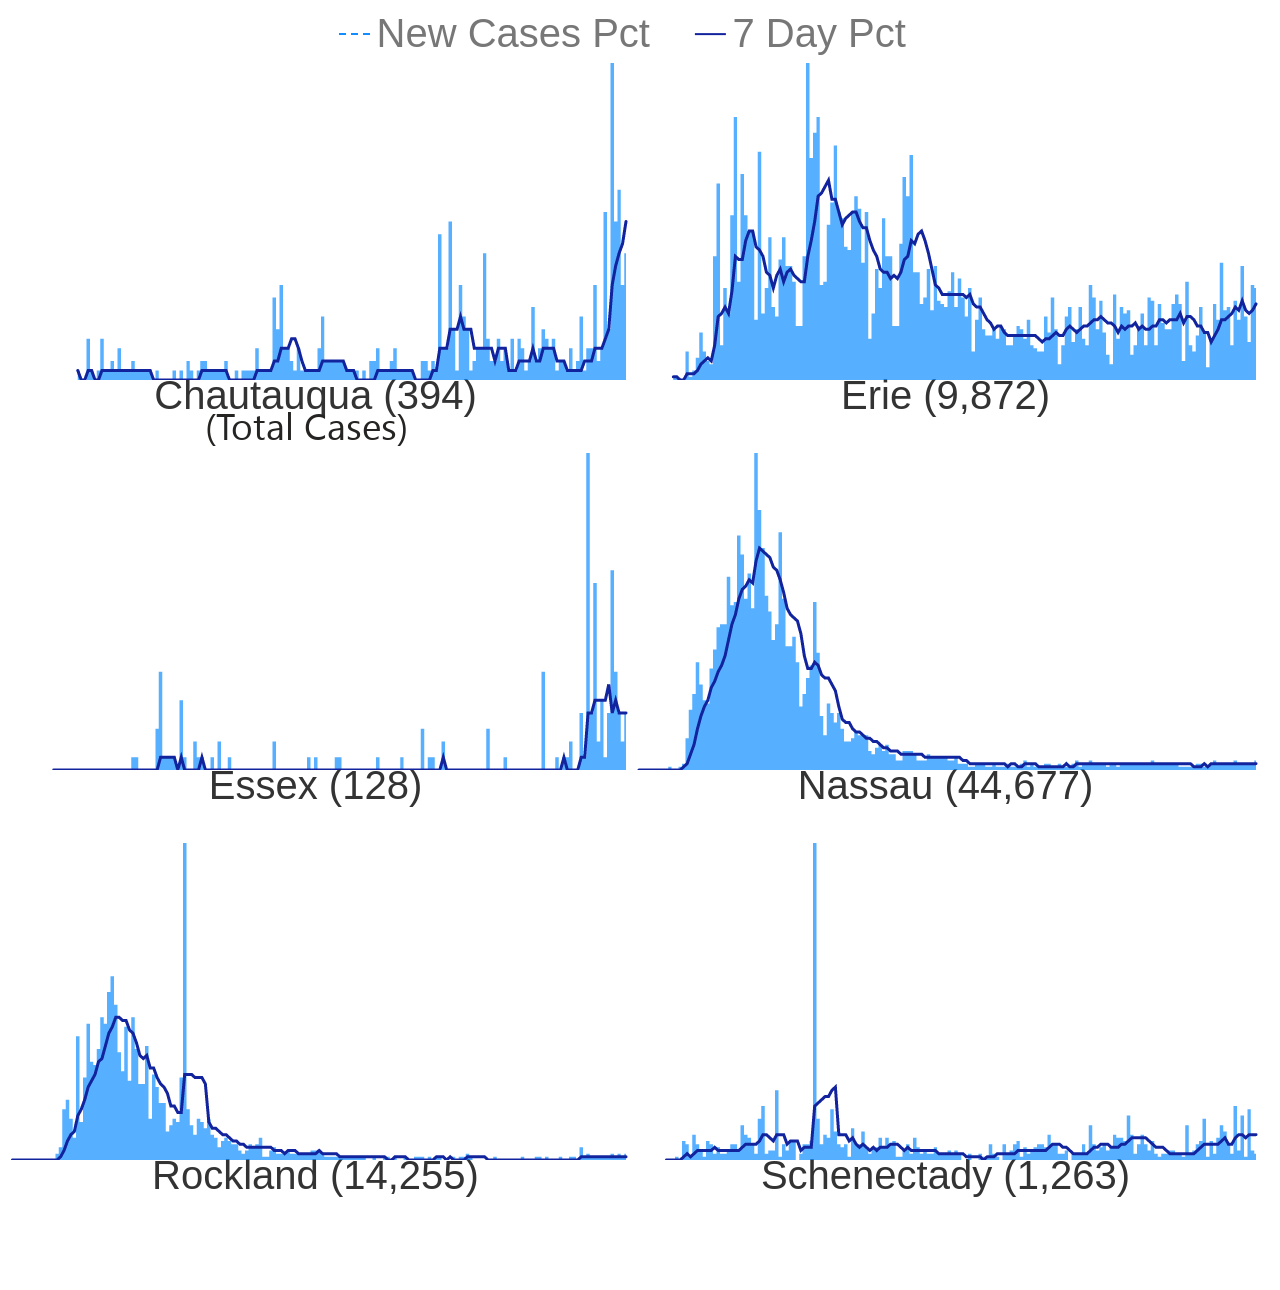 New Cases Pct 7 Day Pct
Chautauqua (394) Erie (9,872)
(Total Cases)
Essex (128) Nassau (44,677)
Rockland (14,255) Schenectady (1,263)